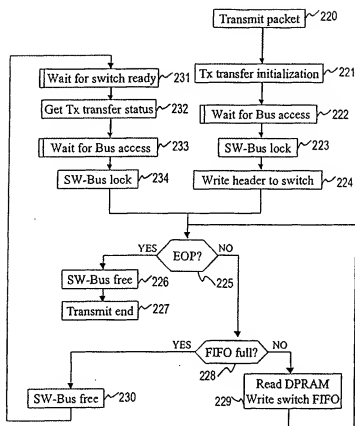 Transmit packet 220
Tx transfer initialization 221
Wait for switch ready 231
Get Tx transfer status 232
Wait for Bus access 222
Wait for Bus access 233
SW-Bus lock 223
SW-Bus lock 234
Write header to switch 224
YES EOP? NO
225
SW-Bus free 226
Transmit end 227
YES FIFO full? NO
228
SW-Bus free 230
Read DPRAM
229 Write switch FIFO